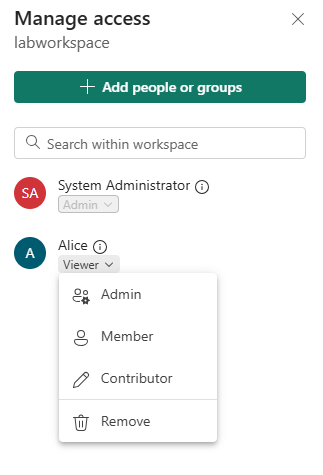 Manage access
labworkspace
Add people or groups
Search within workspace
SA
System Administrator
Admin
A
Alice
Viewer
Admin
Member
Contributor
Remove